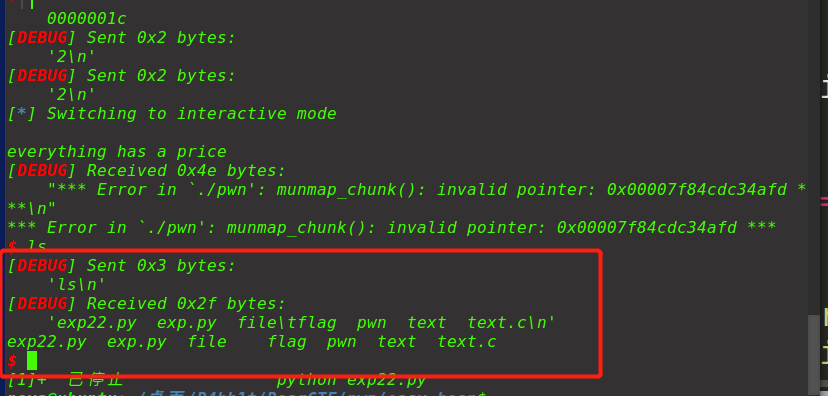 0000001c
[DEBUG] Sent 0x2 bytes:
'2\n'
[DEBUG] Sent 0x2 bytes:
'2\n'
[*] Switching to interactive mode
everything has a price
[DEBUG] Received 0x4e bytes:
"*** Error in `./pwn': munmap_chunk(): invalid pointer: 0x00007f84cdc34afd *
**\n"
*** Error in `./pwn': munmap_chunk(): invalid pointer: 0x00007f84cdc34afd ***
$ ls
[DEBUG] Sent 0x3 bytes:
'ls\n'
[DEBUG] Received 0x2f bytes:
'exp22.py  exp.py  file\tflag  pwn  text  text.c\n'
exp22.py  exp.py  file    flag  pwn  text  text.c
$
[1]+  已停止                 python exp22.py